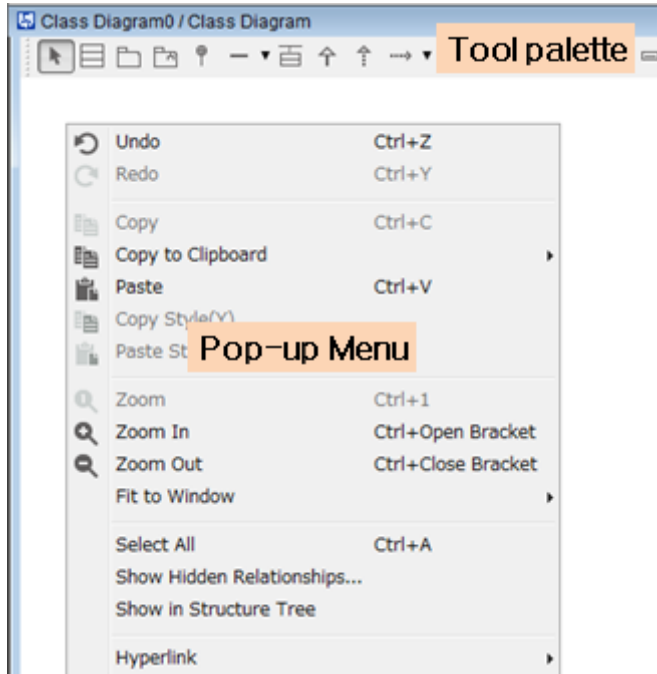 Class Diagram0 / Class Diagram
Tool palette
Undo Ctrl+Z
Redo Ctrl+Y
Copy Ctrl+C
Copy to Clipboard
Paste Ctrl+V
Copy Style(Y)
Paste St
Pop-up Menu
Zoom Ctrl+1
Zoom In Ctrl+Open Bracket
Zoom Out Ctrl+Close Bracket
Fit to Window
Select All Ctrl+A
Show Hidden Relationships...
Show in Structure Tree
Hyperlink